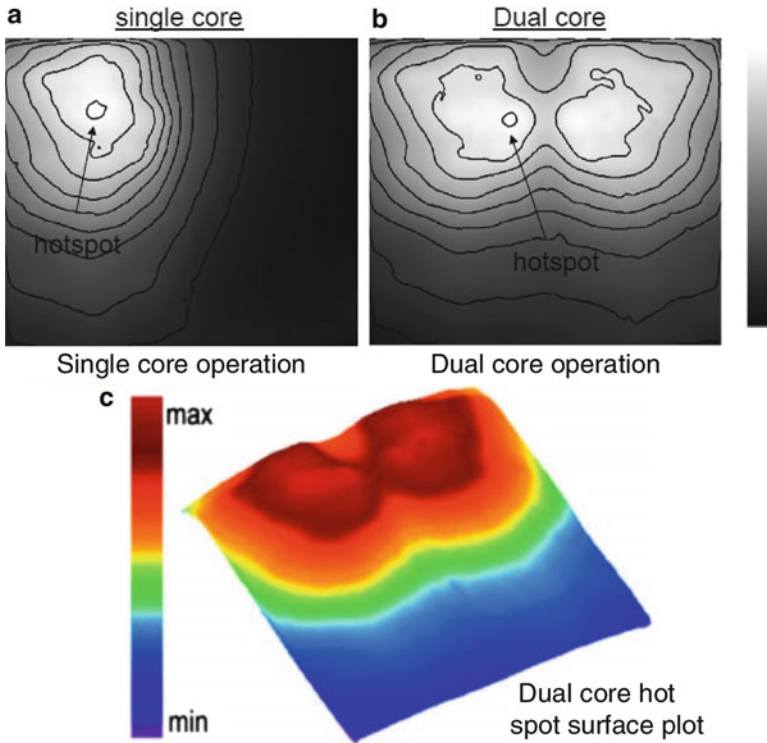 a single core
b Dual core
hotspot
hotspot
Single core operation
Dual core operation
c
max
min
Dual core hot
spot surface plot